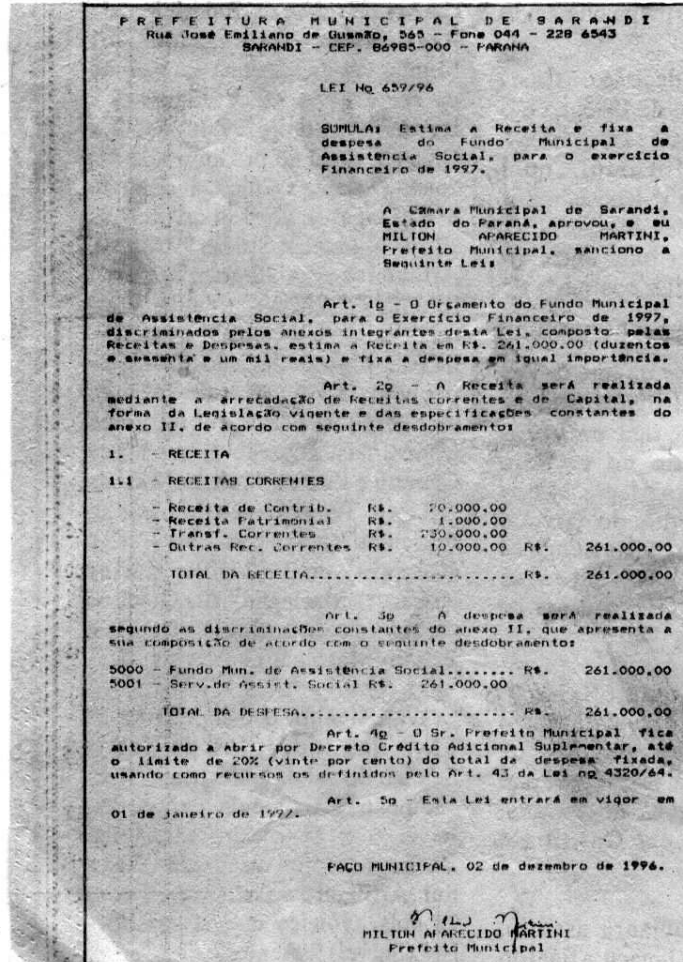 PREFEITURA MUNICIPAL DE SARANDI
Rua José Emiliano de Gusmão, 565 - Fone 044 - 228 6543
SARANDI - CEP. 86985-000 - PARANA
LEI No 659/96
SUMULA: Estima a Receita e fixa a
despesa do Fundo Municipal de
Assistência Social, para o exercício
Financeiro de 1997.
A Câmara Municipal de Sarandi,
Estado do Paraná, aprovou, e eu
MILTON APARECIDO MARTINI,
Prefeito Municipal, sanciono a
Seguinte Lei:
Art. 1o - O Orçamento do Fundo Municipal
de Assistência Social, para o Exercício Financeiro de 1997,
discriminados pelos anexos integrantes desta Lei, composto pelas
Receitas e Despesas, estima a Receita em R$. 261.000.00 (duzentos
e sessenta e um mil reais) e fixa a despesa em igual importância.
Art. 2o - A Receita será realizada
mediante a arrecadação de Receitas correntes e de Capital, na
forma da Legislação vigente e das especificações constantes do
anexo II, de acordo com seguinte desdobramento:
1. - RECEITA
1.1 - RECEITAS CORRENTES
- Receita de Contrib. R$. 20.000,00
- Receita Patrimonial R$. 1.000,00
- Transf. Correntes R$. 230.000,00
- Outras Rec. Correntes R$. 10.000,00 R$. 261.000,00
TOTAL DA RECEITA........................ R$. 261.000,00
Art. 3o - A despesa será realizada
segundo as discriminações constantes do anexo II, que apresenta a
sua composição de acordo com o seguinte desdobramento:
5000 - Fundo Mun. de Assistência Social........ R$. 261.000,00
5001 - Serv.de Assist. Social R$. 261.000,00
TOTAL DA DESPESA......................... R$. 261.000,00
Art. 4o - O Sr. Prefeito Municipal fica
autorizado a abrir por Decreto Crédito Adicional Suplementar, até
o limite de 20% (vinte por cento) do total da despesa fixada,
usando como recursos os definidos pelo Art. 43 da Lei no 4320/64.
Art. 5o - Esta Lei entrará em vigor em
01 de janeiro de 1997.
PAÇO MUNICIPAL, 02 de dezembro de 1996.
MILTON APARECIDO MARTINI
Prefeito Municipal